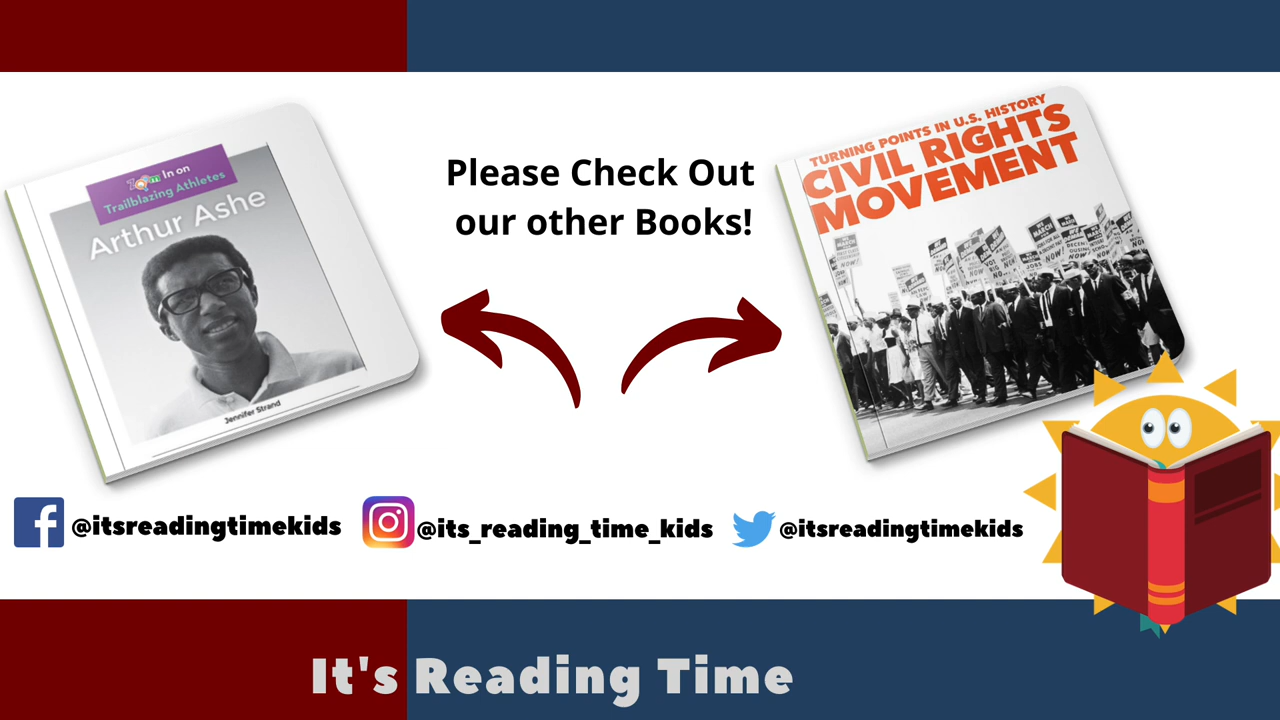 Zoom In on
Trailblazing Athletes
Arthur Ashe
Jennifer Strand
Please Check Out
our other Books!
TURNING POINTS IN U.S. HISTORY
CIVIL RIGHTS
MOVEMENT
@itsreadingtimekids
@its_reading_time_kids
@itsreadingtimekids
It's Reading Time